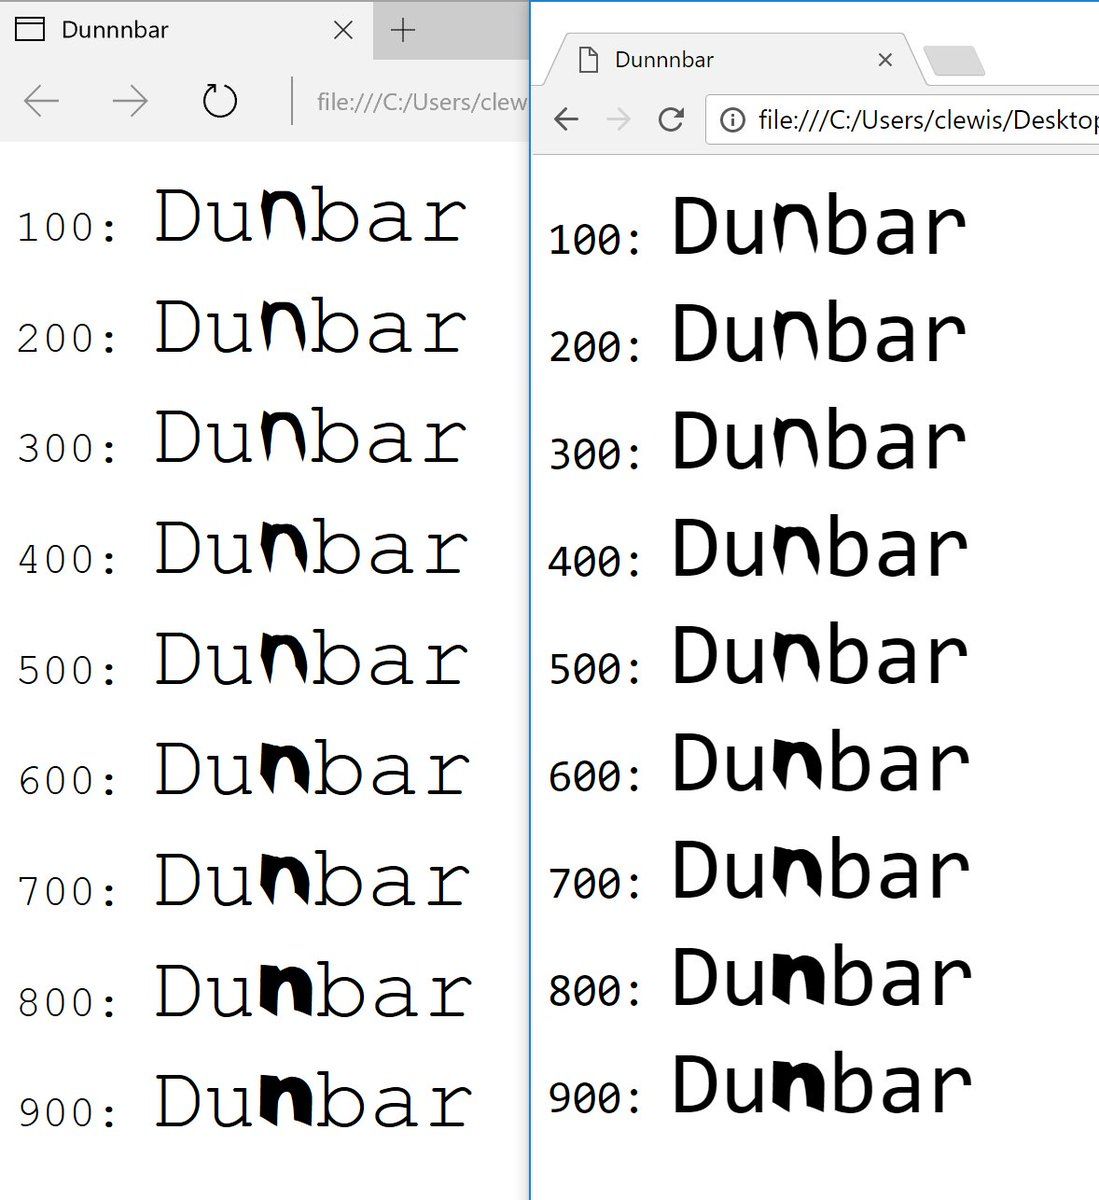 Dunnnbar
file:///C:/Users/clew
100: Dunbar
200: Dunbar
300: Dunbar
400: Dunbar
500: Dunbar
600: Dunbar
700: Dunbar
800: Dunbar
900: Dunbar
Dunnnbar
file:///C:/Users/clewis/Desktop
100: Dunbar
200: Dunbar
300: Dunbar
400: Dunbar
500: Dunbar
600: Dunbar
700: Dunbar
800: Dunbar
900: Dunbar